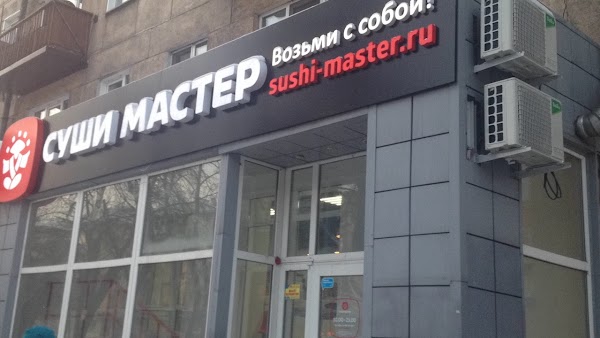 СУШИ МАСТЕР
Возьми с собой!
sushi-master.ru